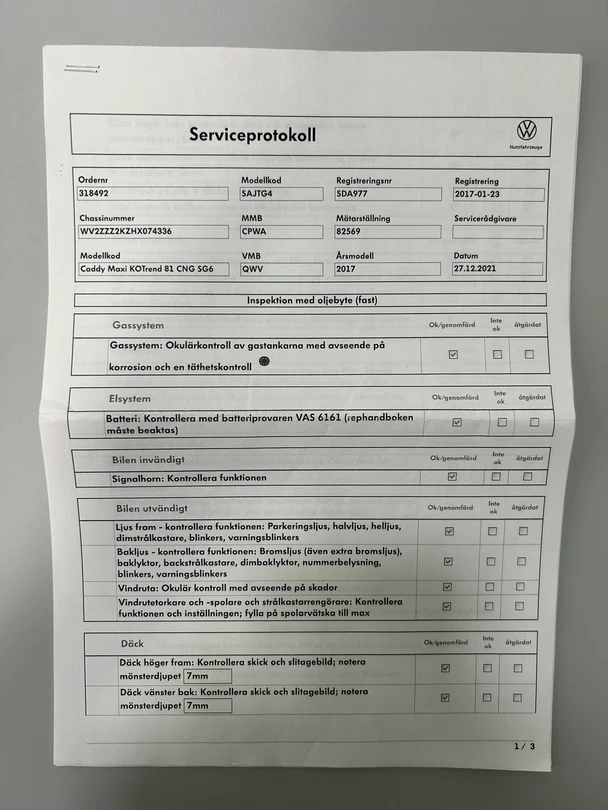 Serviceprotokoll
Nutzfahrzeuge
Ordernr Modellkod Registreringsnr Registrering
318492 SAJTG4 SDA977 2017-01-23
Chassinummer MMB Mätarställning Servicerådgivare
WV2ZZZ2KZHX074336 CPWA 82569
Modellkod VMB Årsmodell Datum
Caddy Maxi KOTrend 81 CNG SG6 QWV 2017 27.12.2021
Inspektion med oljebyte (fast)
Gassystem Ok/genomförd Inte ok åtgärdat
Gassystem: Okulärkontroll av gastankarna med avseende på
korrosion och en täthetskontroll
Elsystem Ok/genomförd Inte ok åtgärdat
Batteri: Kontrollera med batteriprovaren VAS 6161 (rephandboken
måste beaktas)
Bilen invändigt Ok/genomförd Inte ok åtgärdat
Signalhorn: Kontrollera funktionen
Bilen utvändigt Ok/genomförd Inte ok åtgärdat
Ljus fram - kontrollera funktionen: Parkeringsljus, halvljus, helljus,
dimstrålkastare, blinkers, varningsblinkers
Bakljus - kontrollera funktionen: Bromsljus (även extra bromsljus),
baklyktor, backstrålkastare, dimbaklyktor, nummerbelysning,
blinkers, varningsblinkers
Vindruta: Okulär kontroll med avseende på skador
Vindrutetorkare och -spolare och strålkastarrengörare: Kontrollera
funktionen och inställningen; fylla på spolarvätska till max
Däck Ok/genomförd Inte ok åtgärdat
Däck höger fram: Kontrollera skick och slitagebild; notera
mönsterdjupet 7mm
Däck vänster bak: Kontrollera skick och slitagebild; notera
mönsterdjupet 7mm
1 / 3